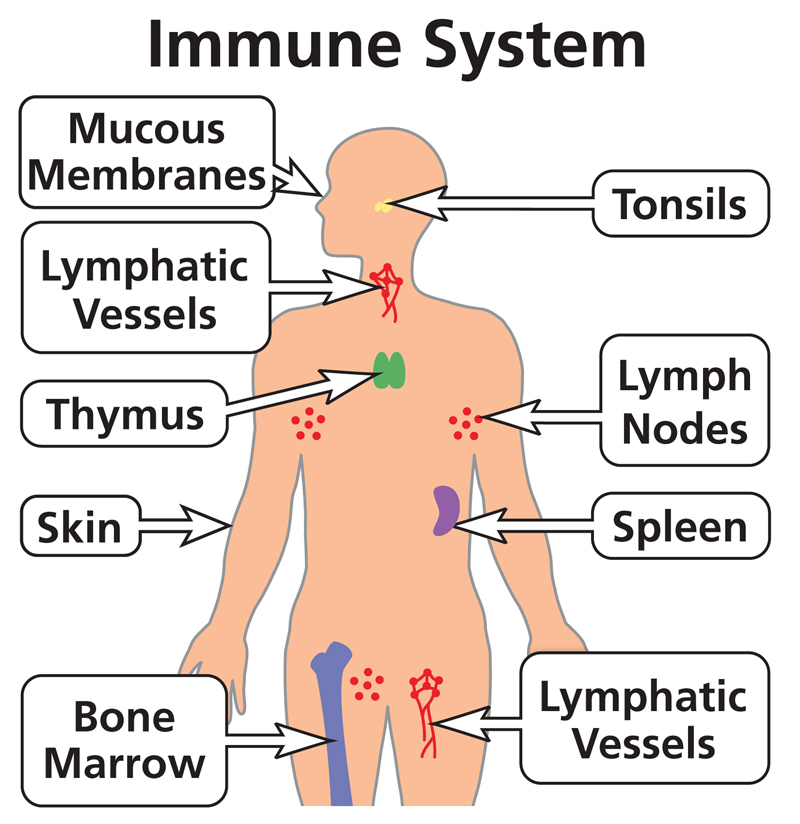 Immune System
Mucous
Membranes
Tonsils
Lymphatic
Vessels
Thymus
Lymph
Nodes
Skin
Spleen
Bone
Marrow
Lymphatic
Vessels